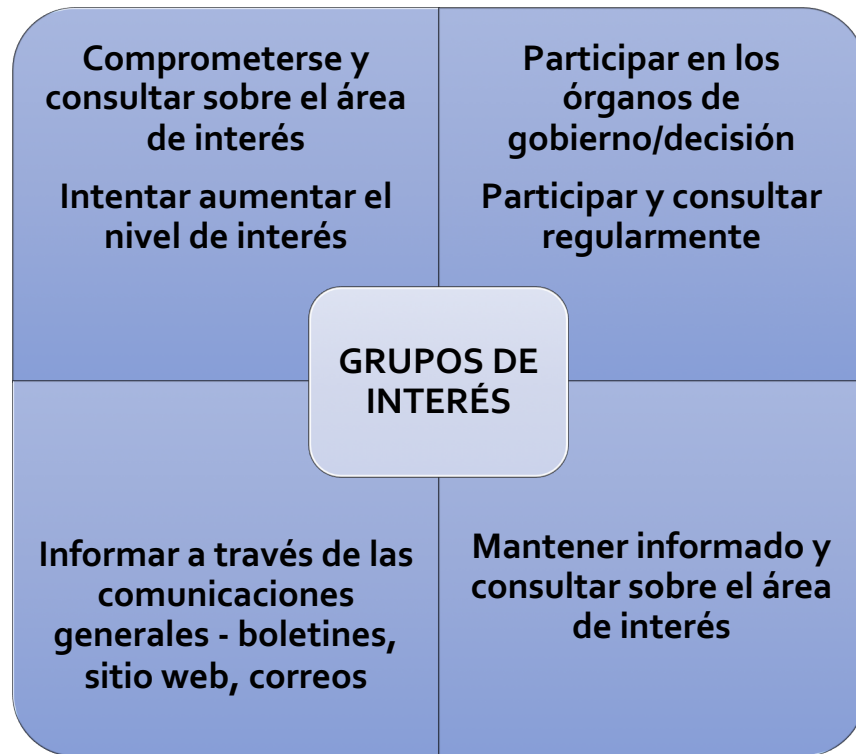 Comprometerse y
consultar sobre el área
de interés
Intentar aumentar el
nivel de interés
Participar en los
órganos de
gobierno/decisión
Participar y consultar
regularmente
GRUPOS DE
INTERÉS
Informar a través de las
comunicaciones
generales - boletines,
sitio web, correos
Mantener informado y
consultar sobre el área
de interés